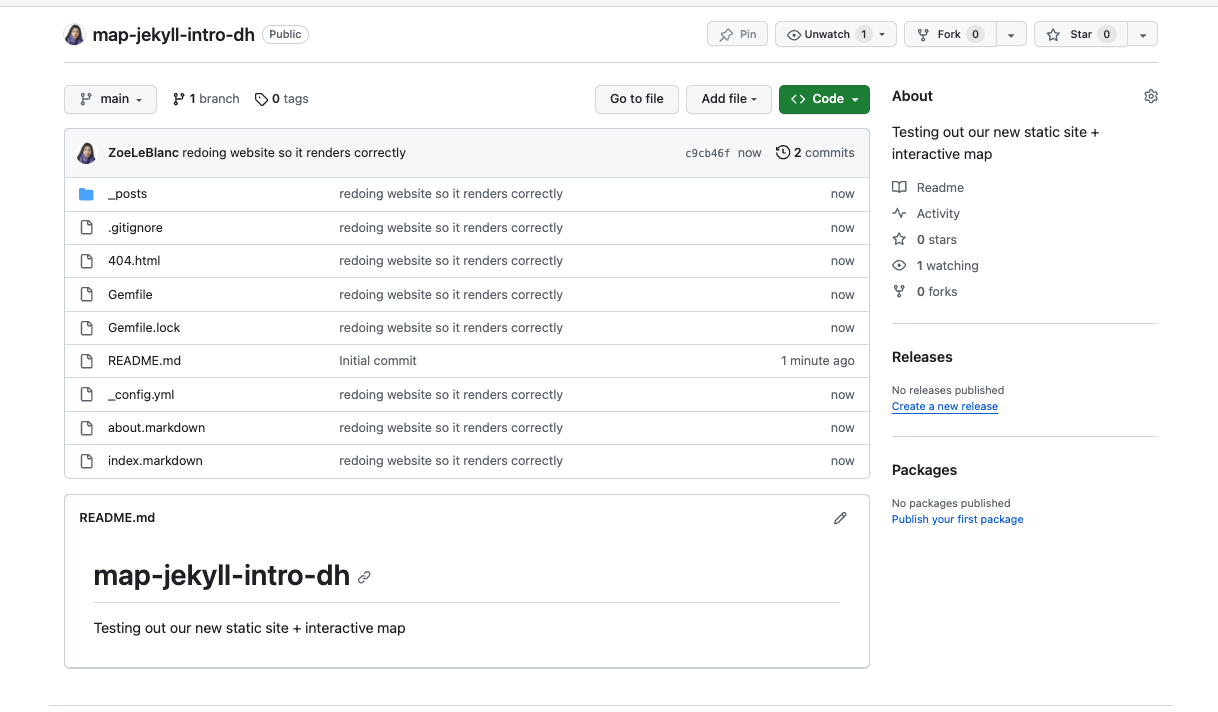 map-jekyll-intro-dh Public Pin Unwatch 1 Fork 0 Star 0
main 1 branch 0 tags Go to file Add file Code
ZoeLeBlanc redoing website so it renders correctly c9cb46f now 2 commits
_posts redoing website so it renders correctly now
.gitignore redoing website so it renders correctly now
404.html redoing website so it renders correctly now
Gemfile redoing website so it renders correctly now
Gemfile.lock redoing website so it renders correctly now
README.md Initial commit 1 minute ago
_config.yml redoing website so it renders correctly now
about.markdown redoing website so it renders correctly now
index.markdown redoing website so it renders correctly now
README.md
map-jekyll-intro-dh
Testing out our new static site + interactive map
About
Testing out our new static site +
interactive map
Readme
Activity
0 stars
1 watching
0 forks
Releases
No releases published
Create a new release
Packages
No packages published
Publish your first package